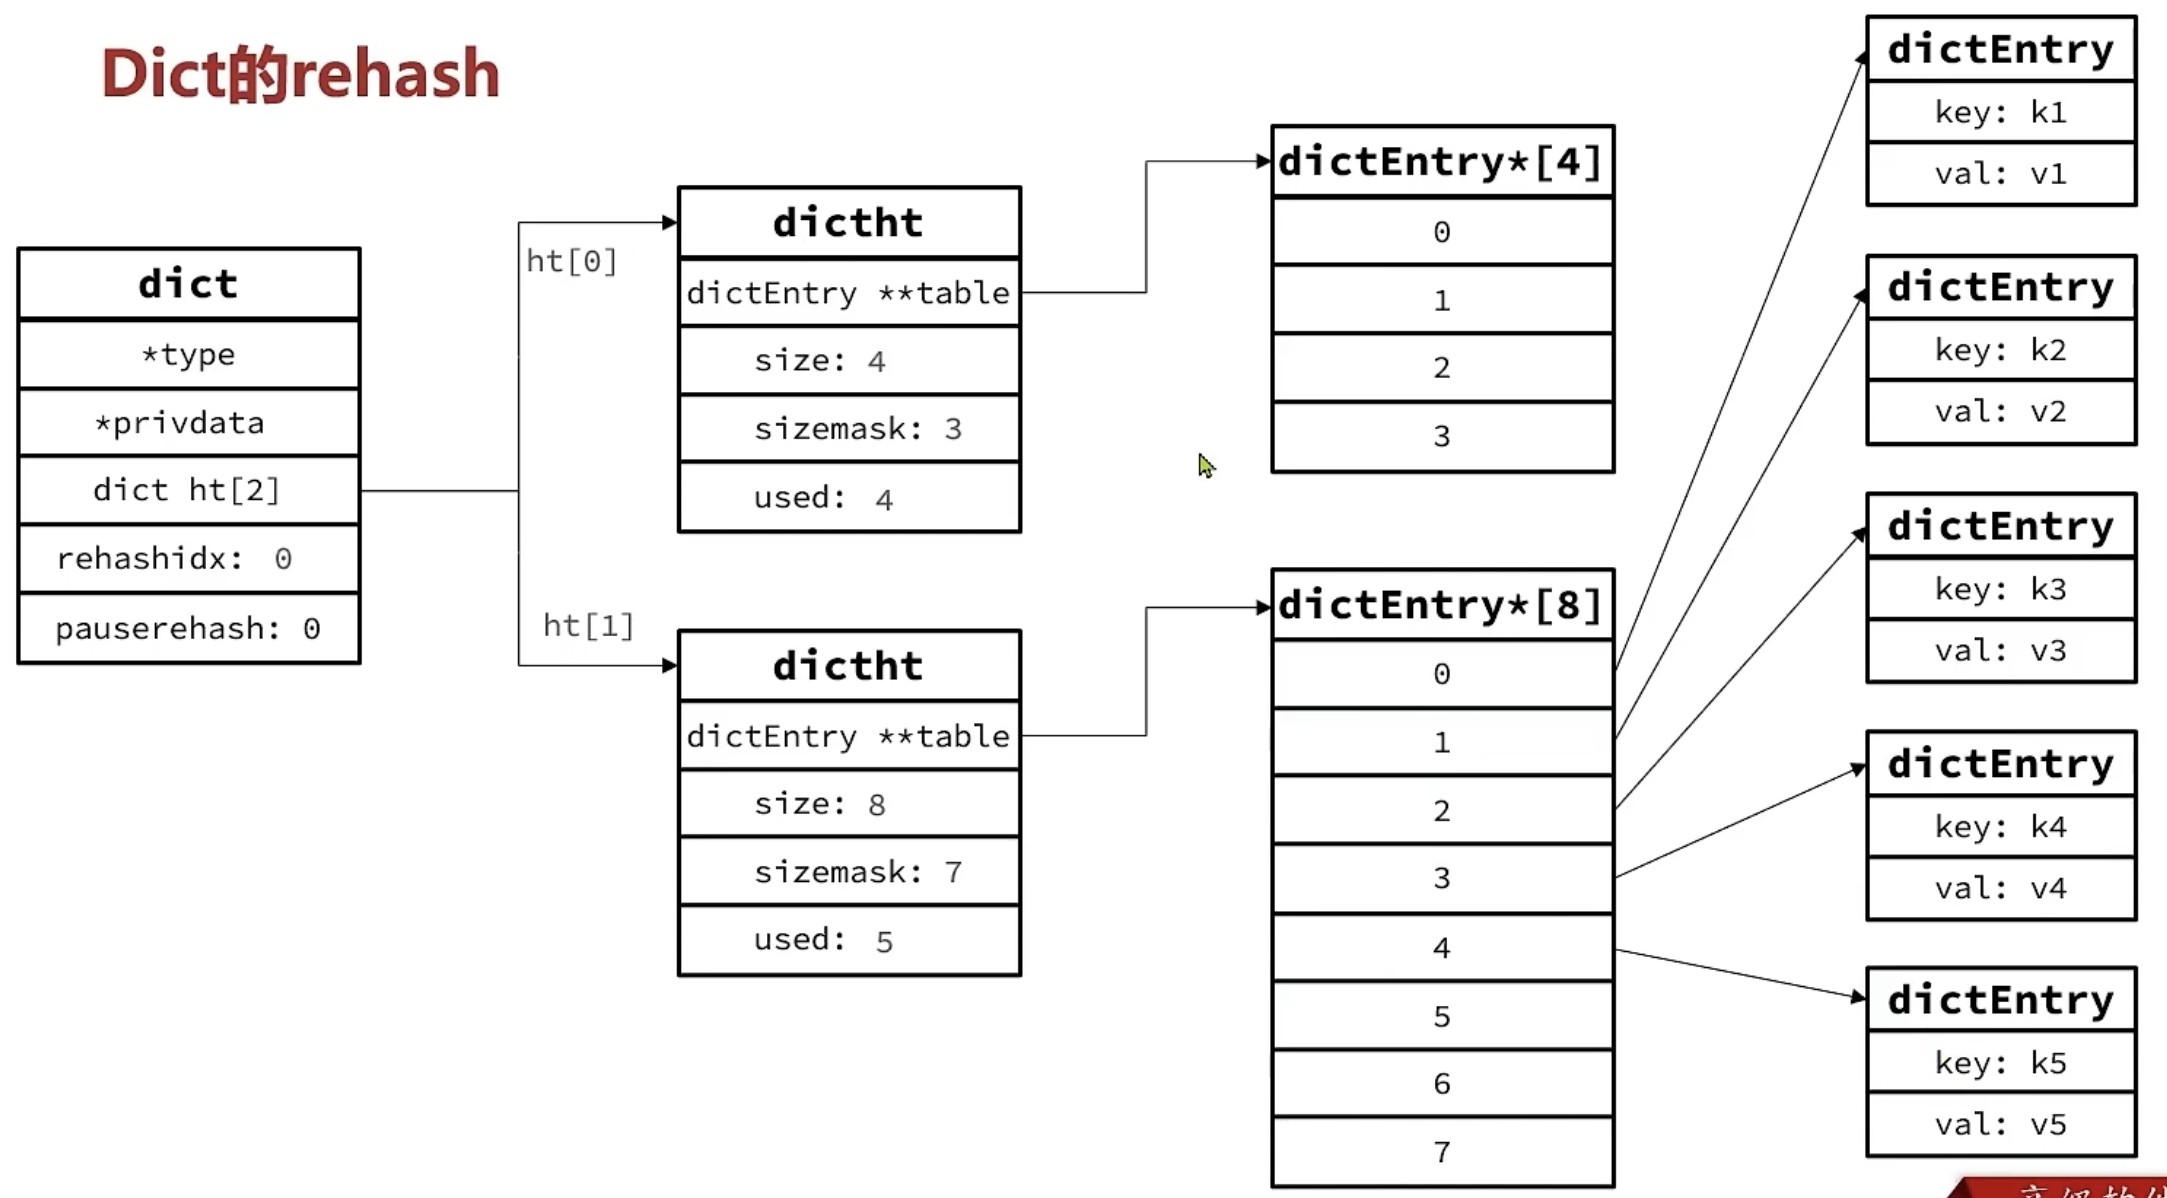 Dict的rehash
dict
*type
*privdata
dict ht[2]
rehashidx: 0
pauserehash: 0
ht[0]
ht[1]
dictht
dictEntry **table
size: 4
sizemask: 3
used: 4
dictht
dictEntry **table
size: 8
sizemask: 7
used: 5
dictEntry*[4]
0
1
2
3
dictEntry*[8]
0
1
2
3
4
5
6
7
dictEntry
key: k1
val: v1
dictEntry
key: k2
val: v2
dictEntry
key: k3
val: v3
dictEntry
key: k4
val: v4
dictEntry
key: k5
val: v5